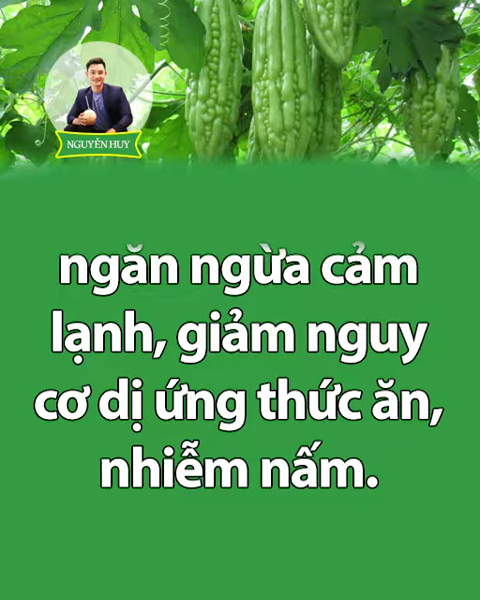 NGUYỄN HUY
ngăn ngừa cảm
lạnh, giảm nguy
cơ dị ứng thức ăn,
nhiễm nấm.